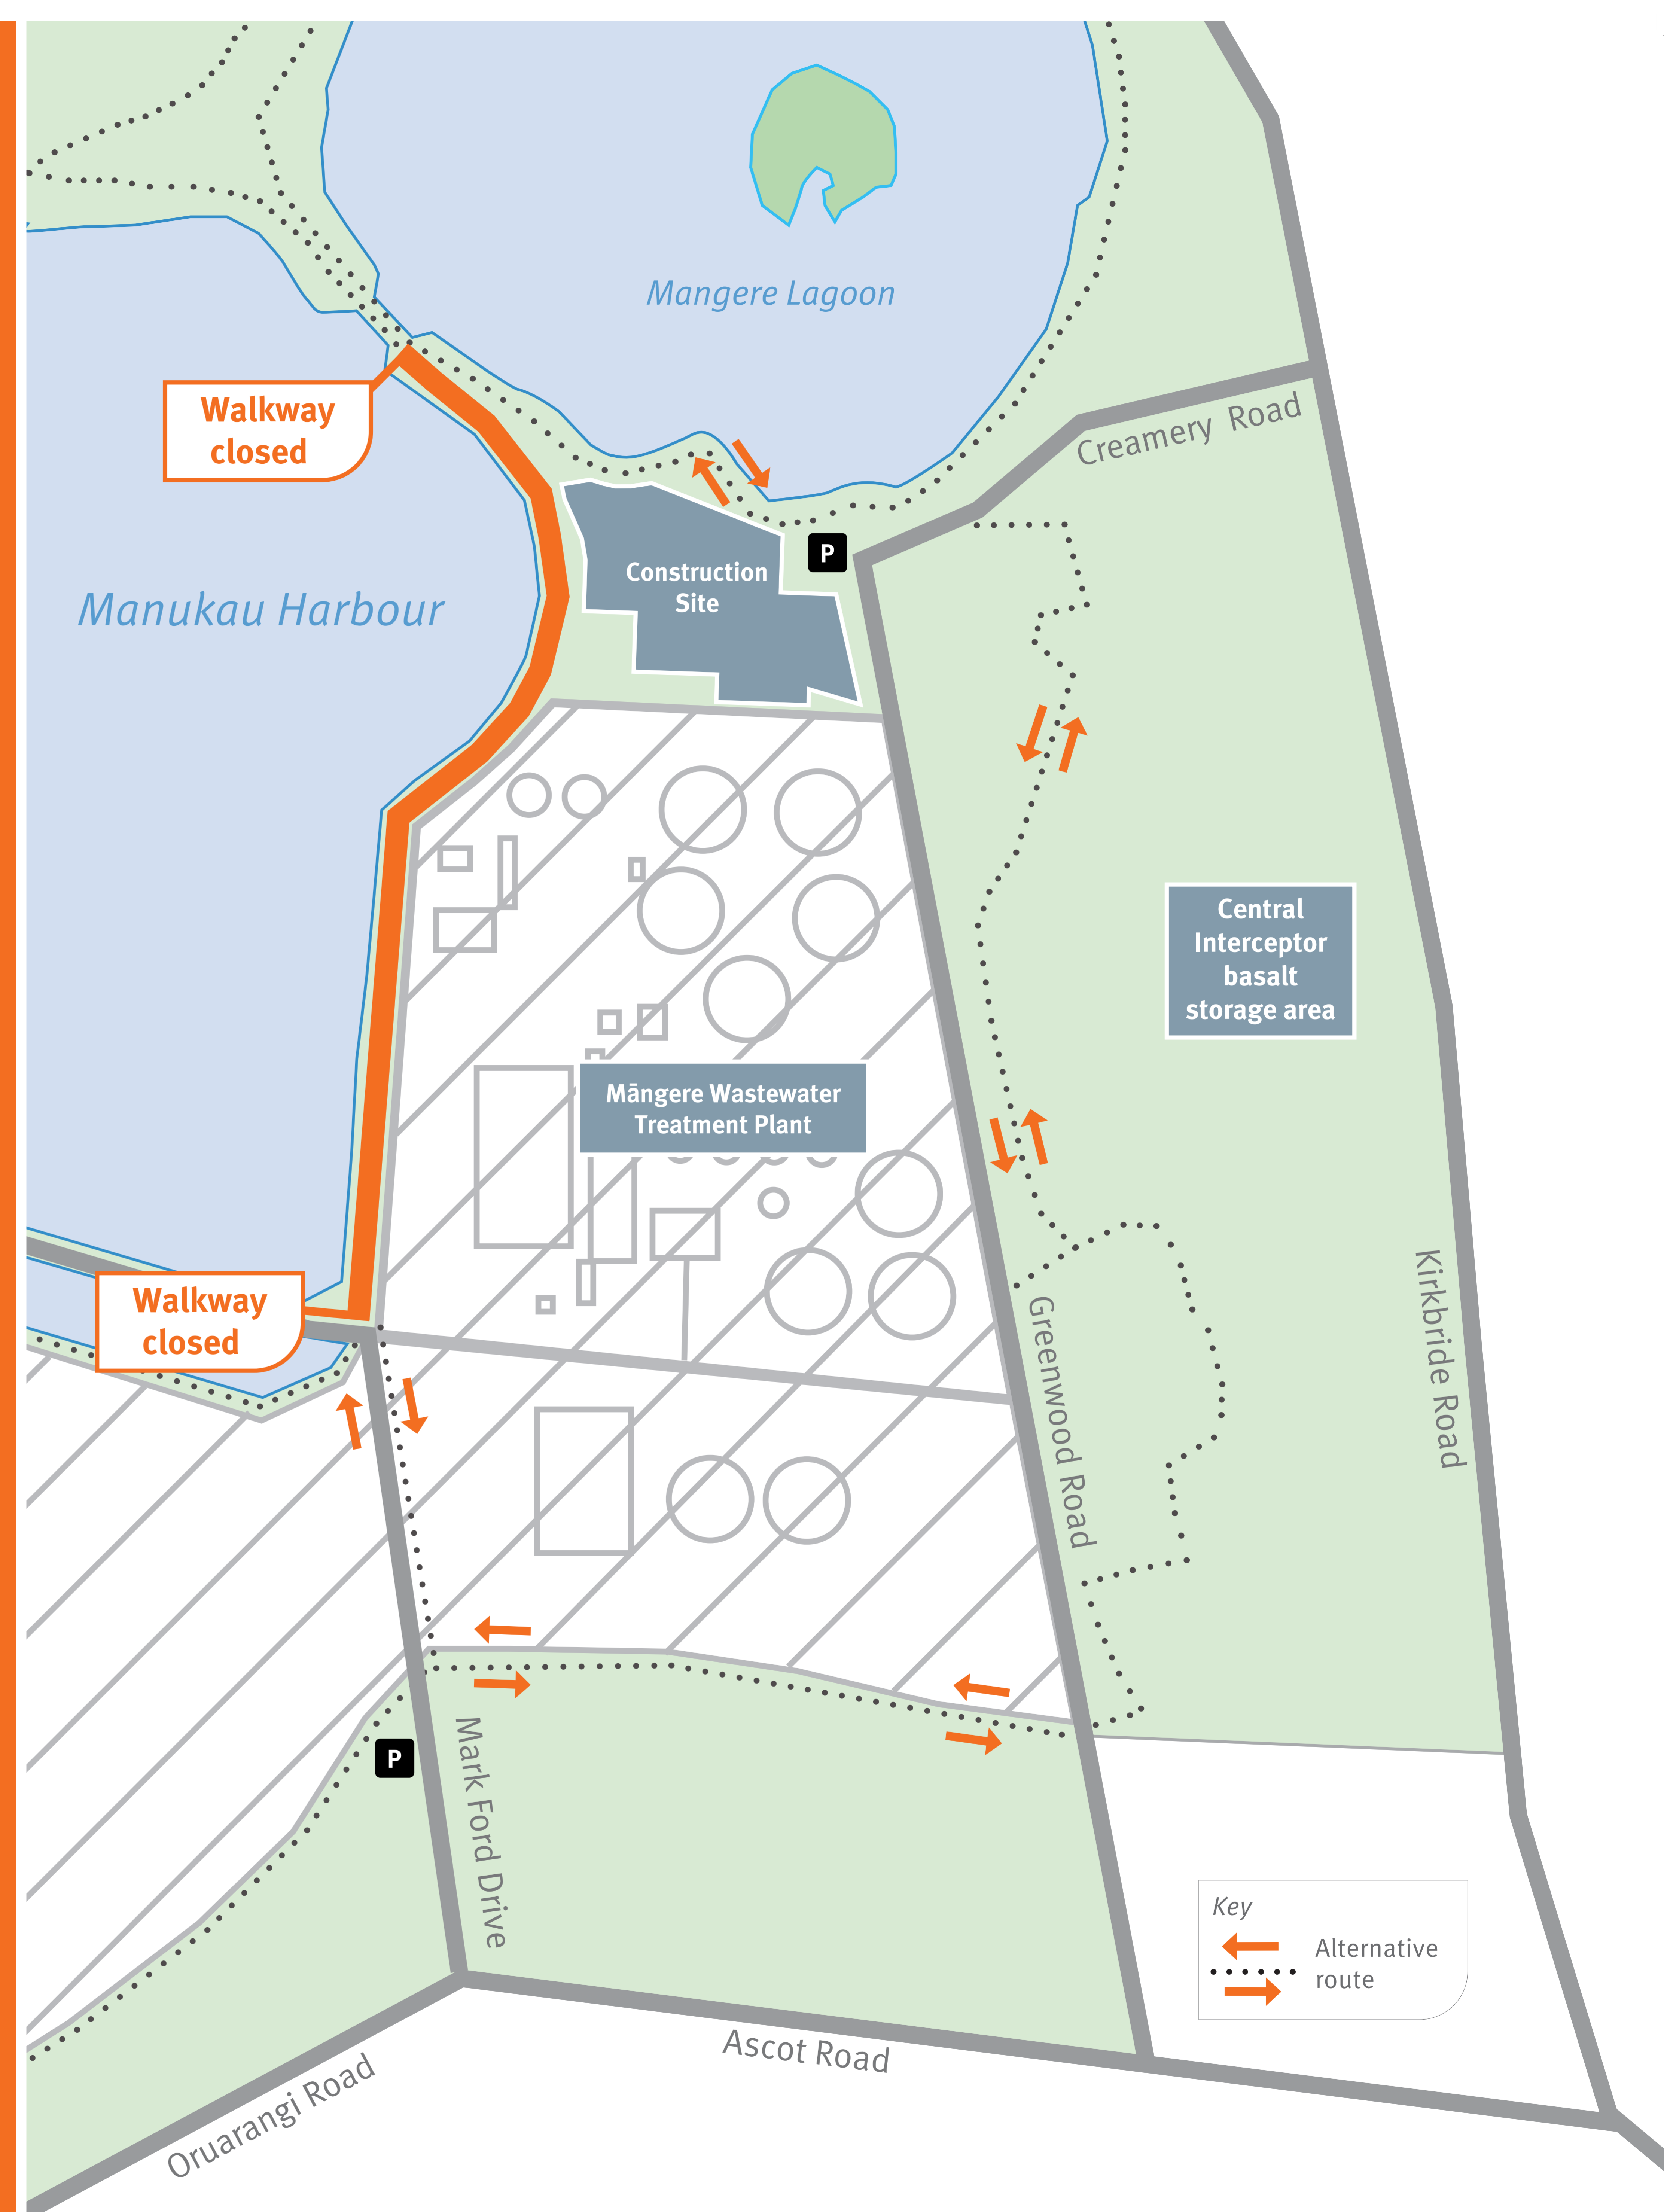 Mangere Lagoon
Walkway
closed
Creamery Road
P
Construction
Site
Manukau Harbour
Central
Interceptor
basalt
storage area
Māngere Wastewater
Treatment Plant
Walkway
closed
Greenwood Road
Kirkbride Road
P
Mark Ford Drive
Key
Alternative
route
Ascot Road
Oruarangi Road